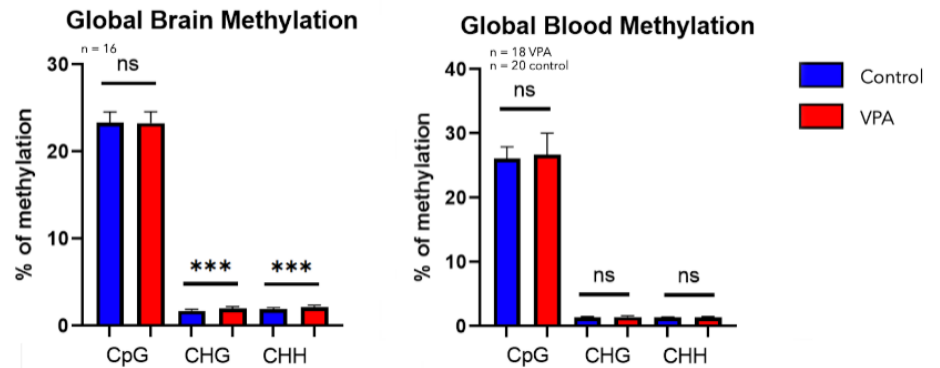 Global Brain Methylation
n = 16
% of methylation
30
20
10
0
ns
***
***
CpG
CHG
CHH
Global Blood Methylation
n = 18 VPA
n = 20 control
% of methylation
40
30
20
10
0
ns
ns
ns
CpG
CHG
CHH
Control
VPA